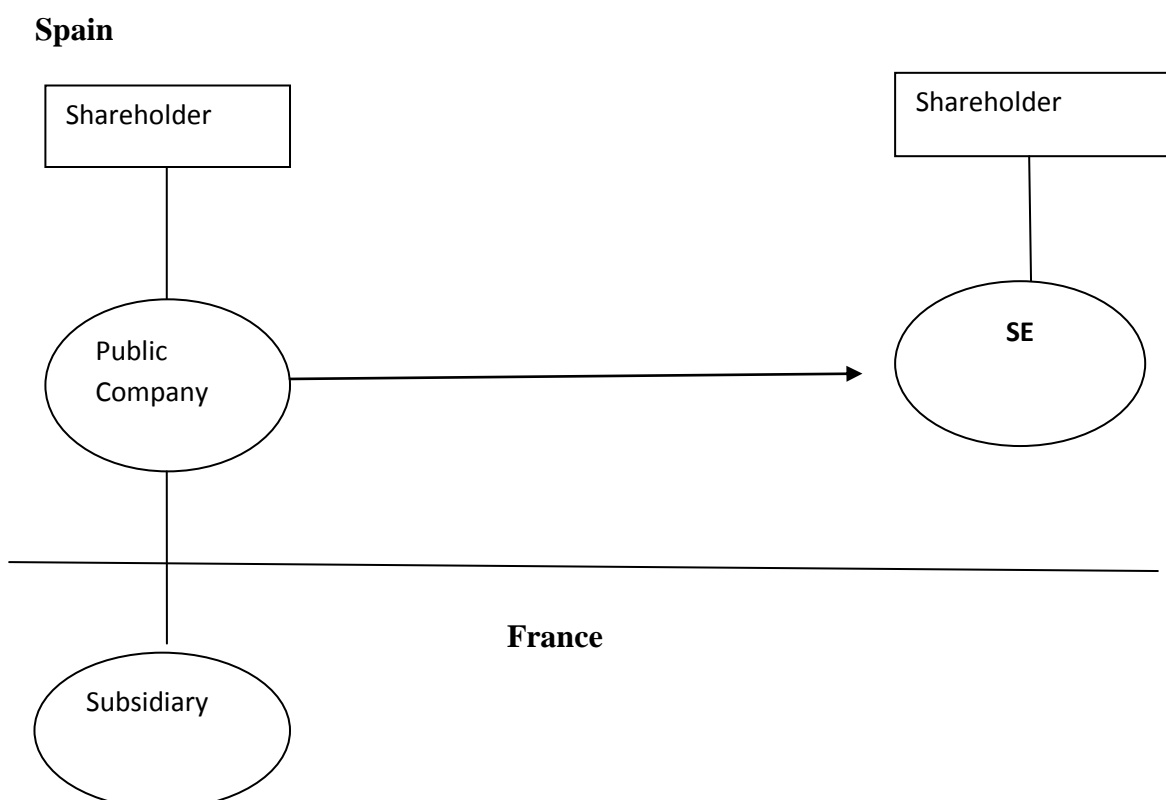 Spain
Shareholder
Shareholder
Public
Company
SE
France
Subsidiary